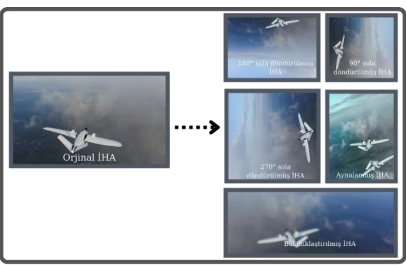 Orjinal İHA
180° sola döndürülmüş
İHA
90° sola
döndürülmüş İHA
270° sola
döndürülmüş İHA
Aynalanmış İHA
Bulanıklaştırılmış İHA